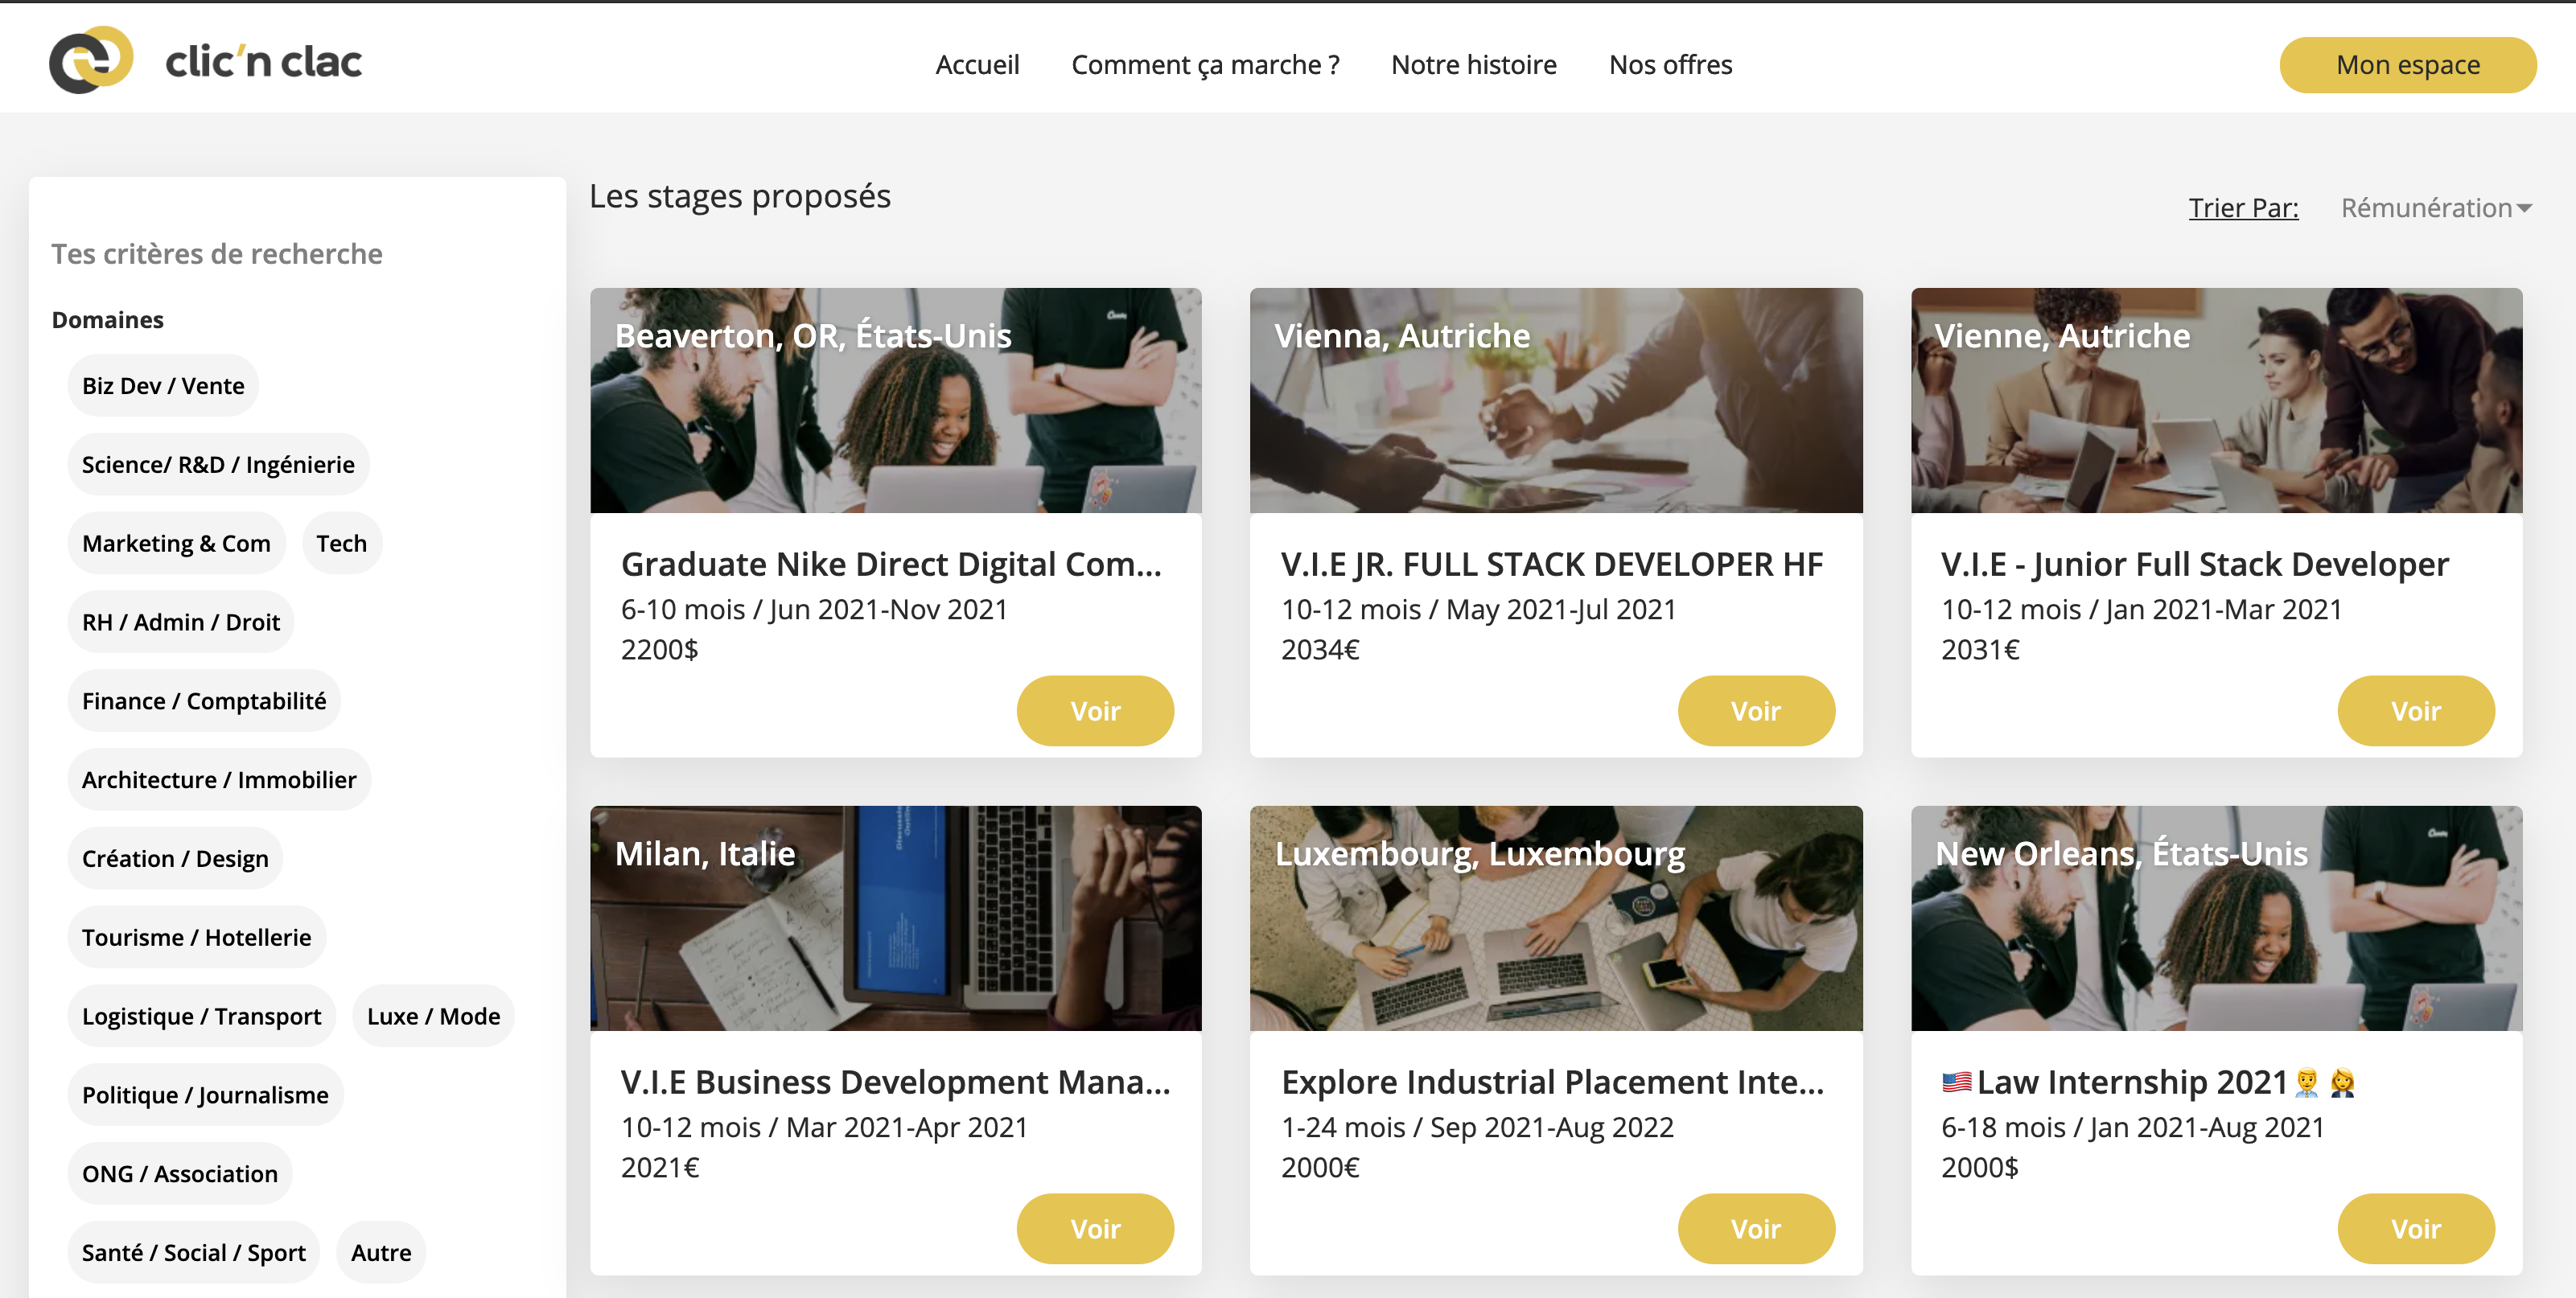 clic'n clac
Accueil Comment ça marche ? Notre histoire Nos offres
Mon espace
Tes critères de recherche
Domaines
Biz Dev / Vente
Science/ R&D / Ingénierie
Marketing & Com Tech
RH / Admin / Droit
Finance / Comptabilité
Architecture / Immobilier
Création / Design
Tourisme / Hotellerie
Logistique / Transport Luxe / Mode
Politique / Journalisme
ONG / Association
Santé / Social / Sport Autre
Les stages proposés
Trier Par: Rémunération
Beaverton, OR, États-Unis
Graduate Nike Direct Digital Com...
6-10 mois / Jun 2021-Nov 2021
2200$
Voir
Vienna, Autriche
V.I.E JR. FULL STACK DEVELOPER HF
10-12 mois / May 2021-Jul 2021
2034€
Voir
Vienne, Autriche
V.I.E - Junior Full Stack Developer
10-12 mois / Jan 2021-Mar 2021
2031€
Voir
Milan, Italie
V.I.E Business Development Mana...
10-12 mois / Mar 2021-Apr 2021
2021€
Voir
Luxembourg, Luxembourg
Explore Industrial Placement Inte...
1-24 mois / Sep 2021-Aug 2022
2000€
Voir
New Orleans, États-Unis
🇺🇸Law Internship 2021👨‍💼👩‍💼
6-18 mois / Jan 2021-Aug 2021
2000$
Voir